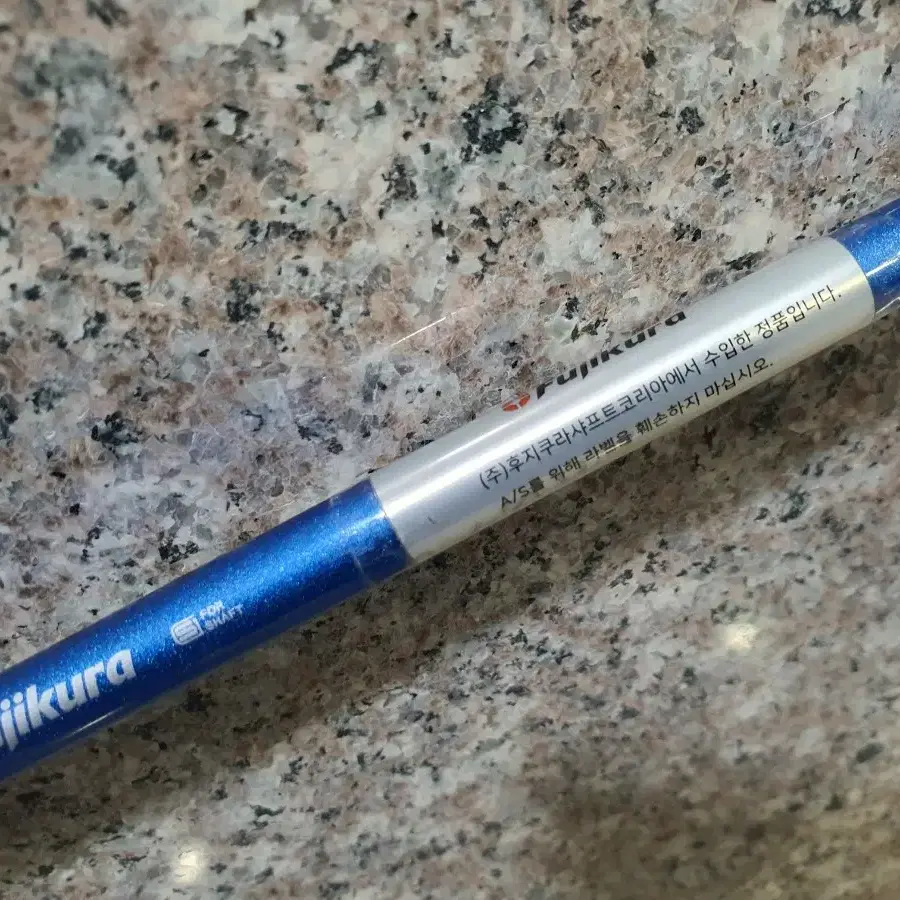 Fujikura
(주)후지쿠라샤프트코리아에서 수입한 정품입니다.
A/S를 위해 라벨을 훼손하지 마십시오.
FOR
SHAFT
jikura